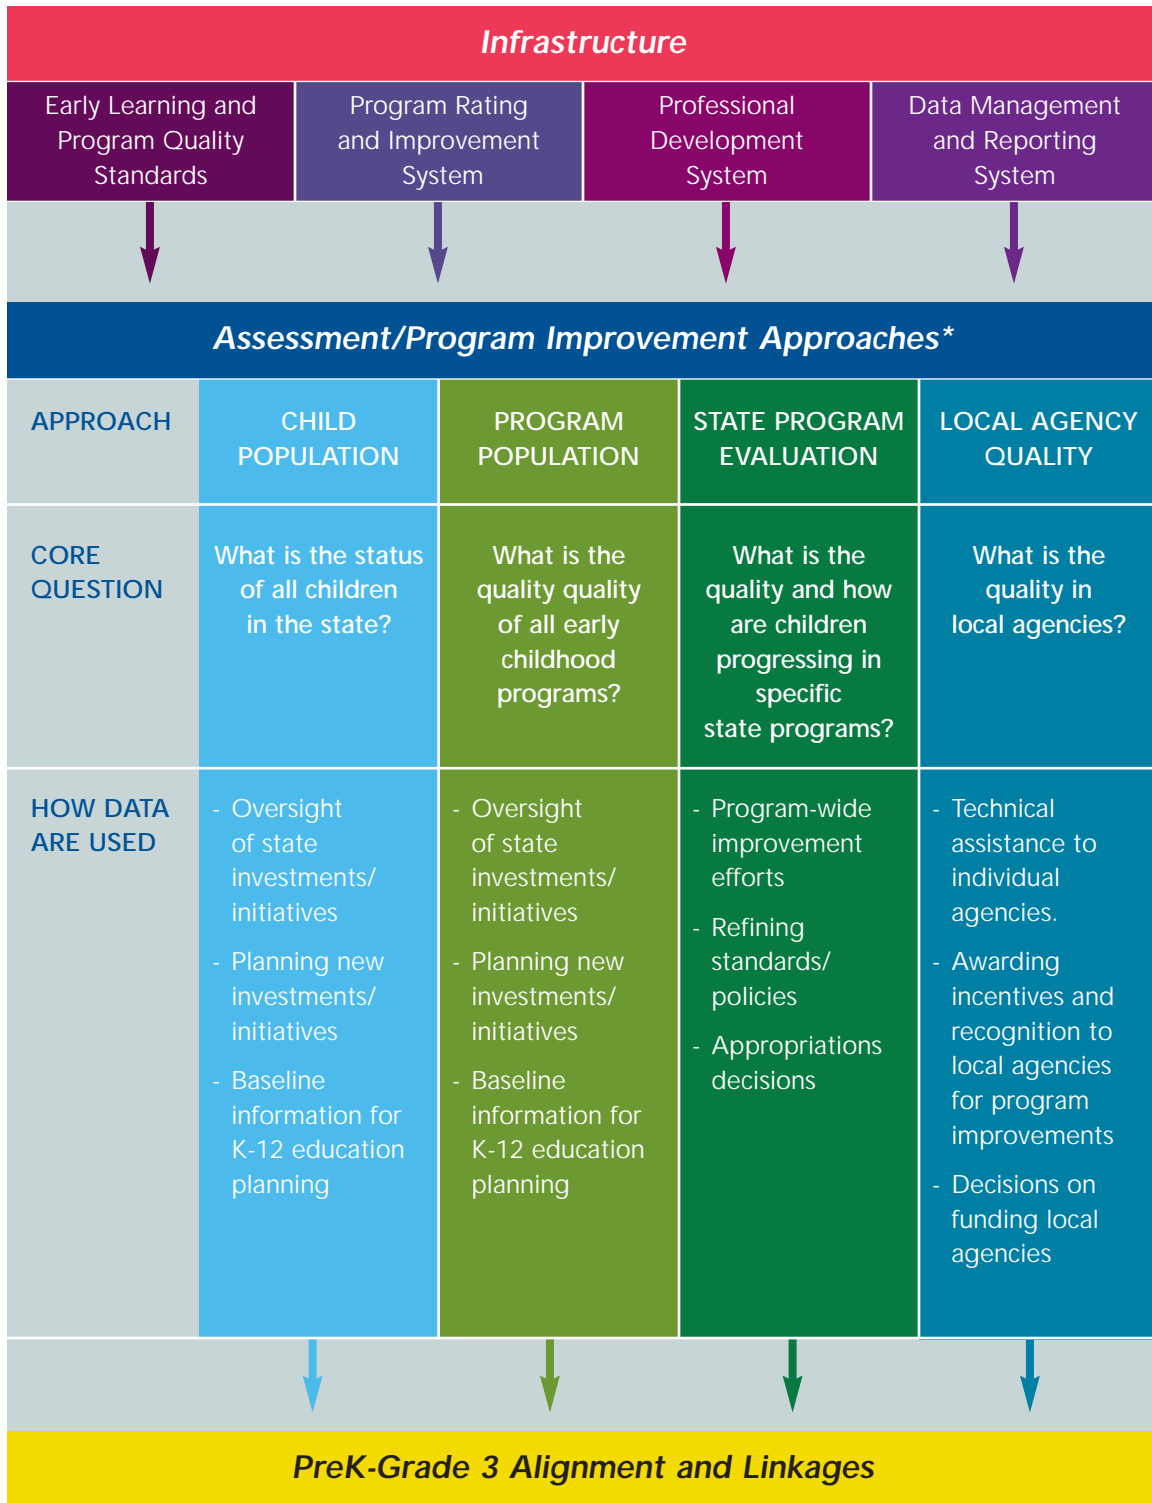 Infrastructure
Early Learning and
Program Quality
Standards
Program Rating
and Improvement
System
Professional
Development
System
Data Management
and Reporting
System
Assessment/Program Improvement Approaches*
APPROACH
CHILD
POPULATION
PROGRAM
POPULATION
STATE PROGRAM
EVALUATION
LOCAL AGENCY
QUALITY
CORE
QUESTION
What is the status
of all children
in the state?
What is the
quality quality
of all early
childhood
programs?
What is the
quality and how
are children
progressing in
specific
state programs?
What is the
quality in
local agencies?
HOW DATA
ARE USED
- Oversight
of state
investments/
initiatives
- Planning new
investments/
initiatives
- Baseline
information for
K-12 education
planning
- Oversight
of state
investments/
initiatives
- Planning new
investments/
initiatives
- Baseline
information for
K-12 education
planning
- Program-wide
improvement
efforts
- Refining
standards/
policies
- Appropriations
decisions
- Technical
assistance to
individual
agencies.
- Awarding
incentives and
recognition to
local agencies
for program
improvements
- Decisions on
funding local
agencies
PreK-Grade 3 Alignment and Linkages